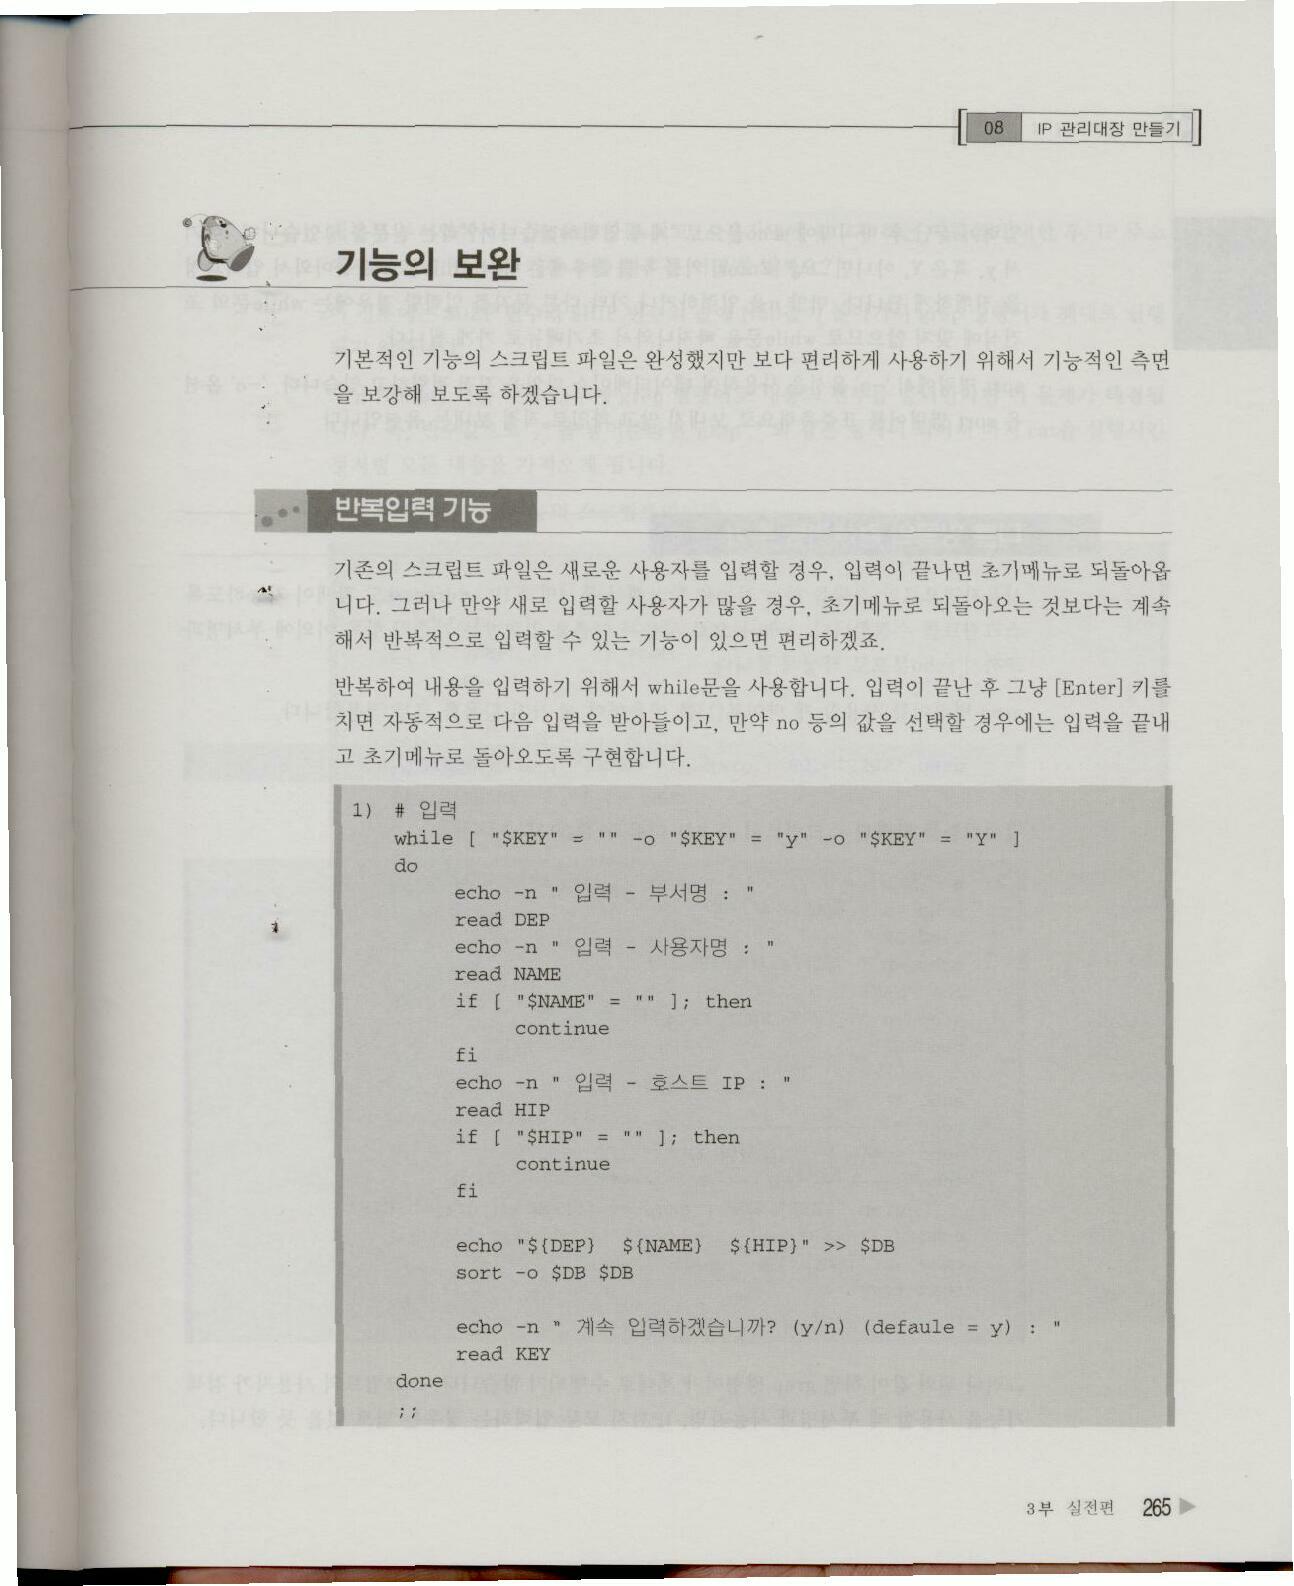 08 IP 관리대장 만들기
기능의 보완
기본적인 기능의 스크립트 파일은 완성했지만 보다 편리하게 사용하기 위해서 기능적인 측면
을 보강해 보도록 하겠습니다.
반복입력 기능
기존의 스크립트 파일은 새로운 사용자를 입력할 경우, 입력이 끝나면 초기메뉴로 되돌아옵
니다. 그러나 만약 새로 입력할 사용자가 많을 경우, 초기메뉴로 되돌아오는 것보다는 계속
해서 반복적으로 입력할 수 있는 기능이 있으면 편리하겠죠.
반복하여 내용을 입력하기 위해서 while문을 사용합니다. 입력이 끝난 후 그냥 [Enter] 키를
치면 자동적으로 다음 입력을 받아들이고, 만약 no 등의 값을 선택할 경우에는 입력을 끝내
고 초기메뉴로 돌아오도록 구현합니다.
1) # 입력
while [ "$KEY" = "" -o "$KEY" = "y" -o "$KEY" = "Y" ]
do
echo -n " 입력 - 부서명 : "
read DEP
echo -n " 입력 - 사용자명 : "
read NAME
if [ "$NAME" = "" ]; then
continue
fi
echo -n " 입력 - 호스트 IP : "
read HIP
if [ "$HIP" = "" ]; then
continue
fi
echo "${DEP} ${NAME} ${HIP}" >> $DB
sort -o $DB $DB
echo -n " 계속 입력하겠습니까? (y/n) (defaule = y) : "
read KEY
done
;;
3부 실전편 265